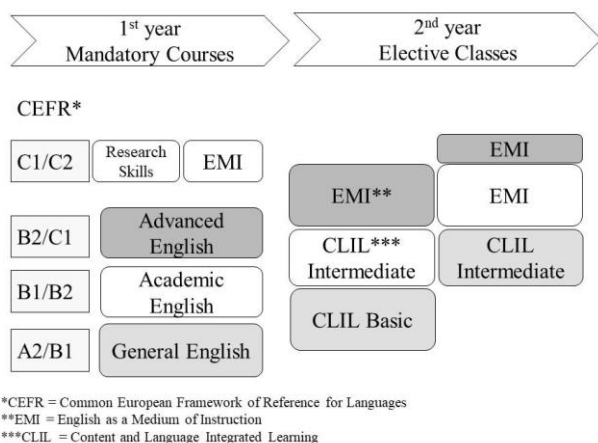 1st year
Mandatory Courses
2nd year
Elective Classes
CEFR*
C1/C2
Research
Skills
EMI
B2/C1
Advanced
English
B1/B2
Academic
English
A2/B1
General English
EMI**
CLIL***
Intermediate
CLIL Basic
EMI
EMI
CLIL
Intermediate
*CEFR = Common European Framework of Reference for Languages
**EMI = English as a Medium of Instruction
***CLIL = Content and Language Integrated Learning